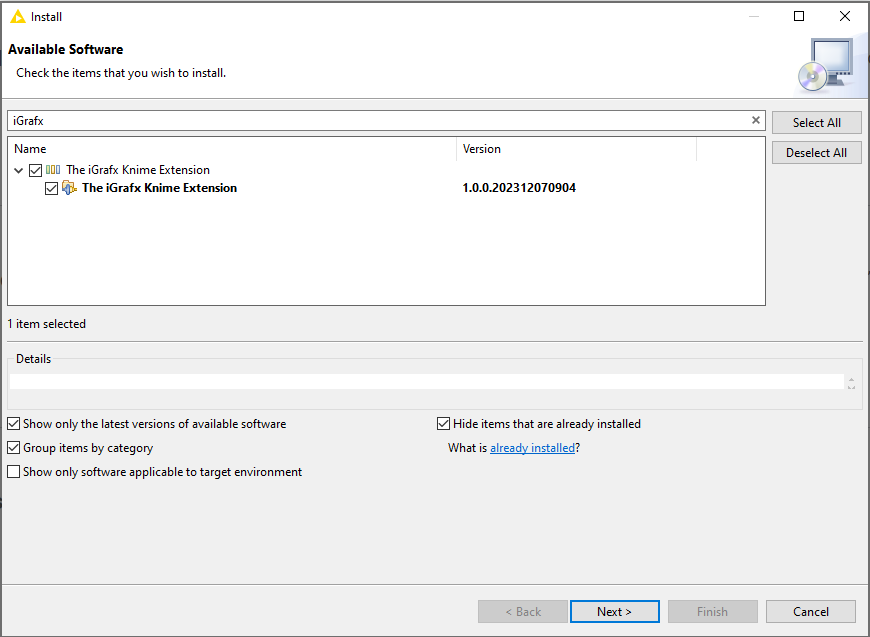 Install
Available Software
Check the items that you wish to install.
iGrafx
Select All
Name Version
Deselect All
The iGrafx Knime Extension
The iGrafx Knime Extension 1.0.0.202312070904
1 item selected
Details
Show only the latest versions of available software
Hide items that are already installed
Group items by category
What is already installed?
Show only software applicable to target environment
< Back
Next >
Finish
Cancel